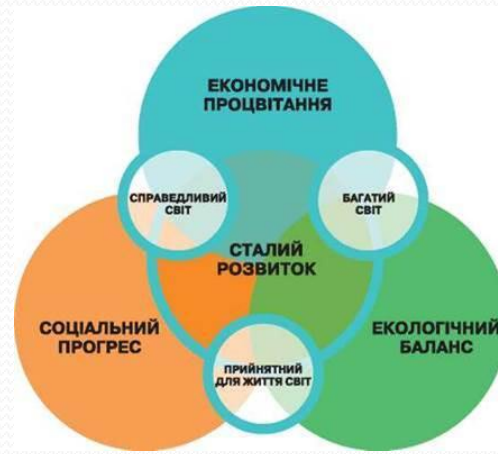 ЕКОНОМІЧНЕ
ПРОЦВІТАННЯ
СПРАВЕДЛИВИЙ
СВІТ
БАГАТИЙ
СВІТ
СТАЛИЙ
РОЗВИТОК
СОЦІАЛЬНИЙ
ПРОГРЕС
ЕКОЛОГІЧНИЙ
БАЛАНС
ПРИЙНЯТНИЙ
ДЛЯ ЖИТТЯ СВІТ